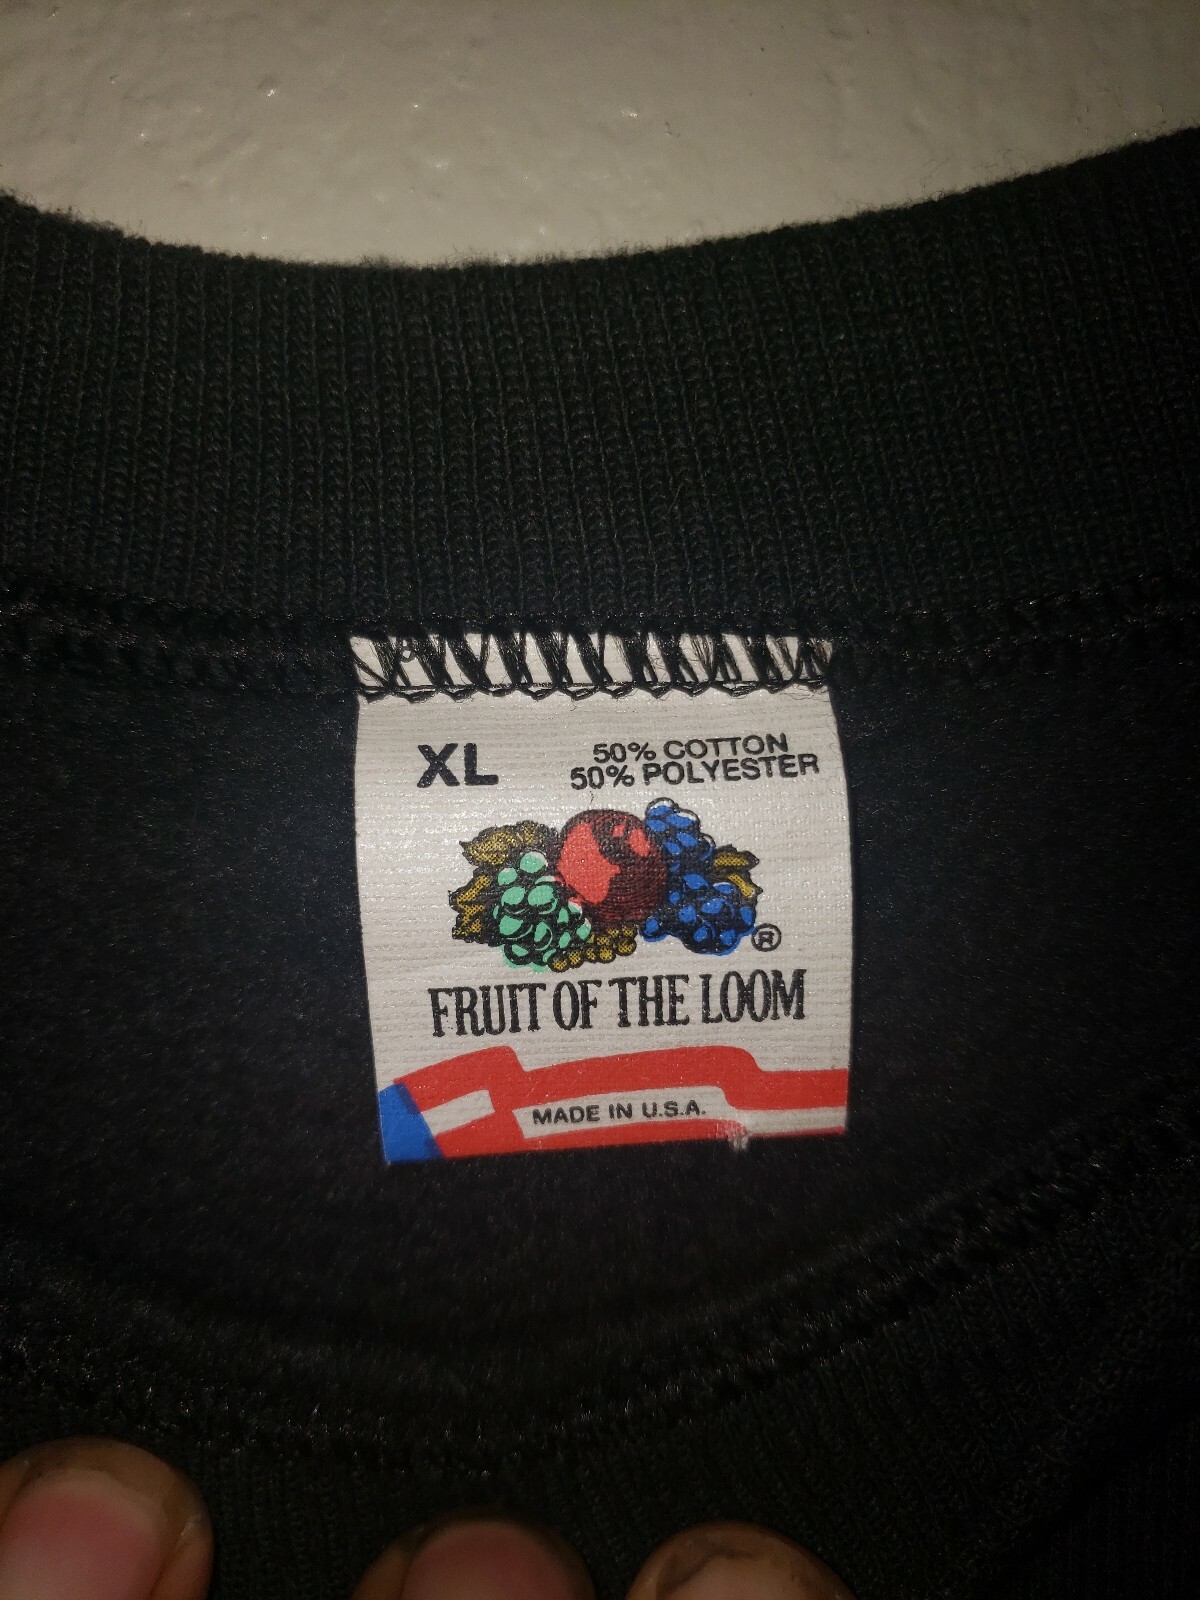 XL
50% COTTON
50% POLYESTER
®
FRUIT OF THE LOOM
MADE IN U.S.A.